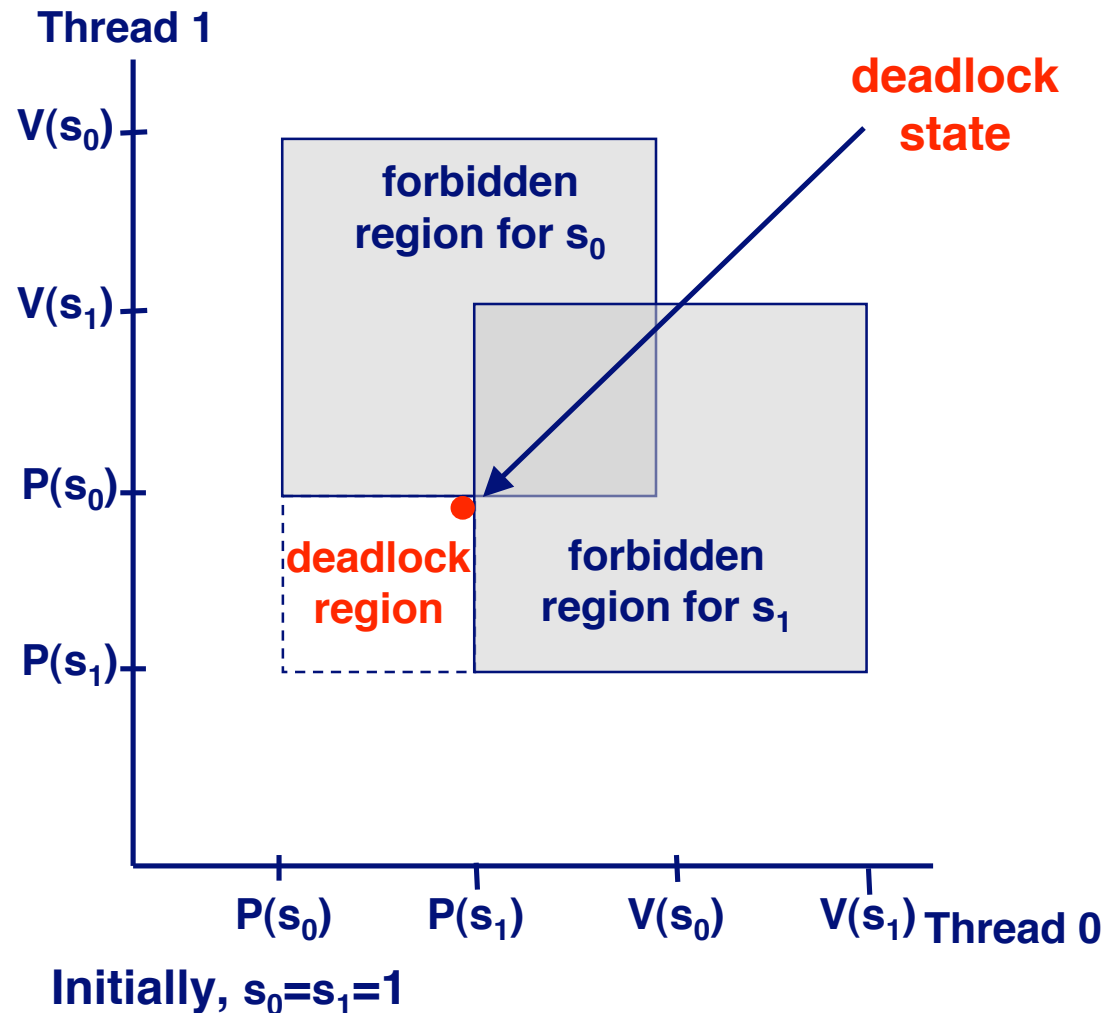 Thread 1
deadlock
state
V(s₀)
forbidden
region for s₀
V(s₁)
P(s₀)
deadlock
region
forbidden
region for s₁
P(s₁)
P(s₀) P(s₁) V(s₀) V(s₁) Thread 0
Initially, s₀=s₁=1